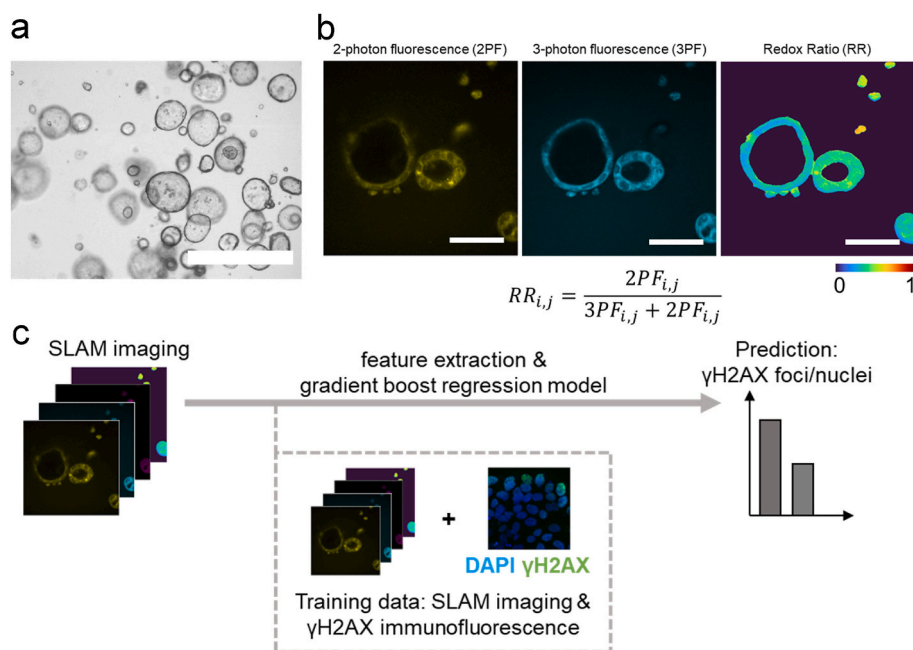 a
b
2-photon fluorescence (2PF)
3-photon fluorescence (3PF)
Redox Ratio (RR)
0
1
RR_{i,j} = \frac{2PF_{i,j}}{3PF_{i,j} + 2PF_{i,j}}
c
SLAM imaging
feature extraction &
gradient boost regression model
Prediction:
γH2AX foci/nuclei
+
DAPI γH2AX
Training data: SLAM imaging &
γH2AX immunofluorescence